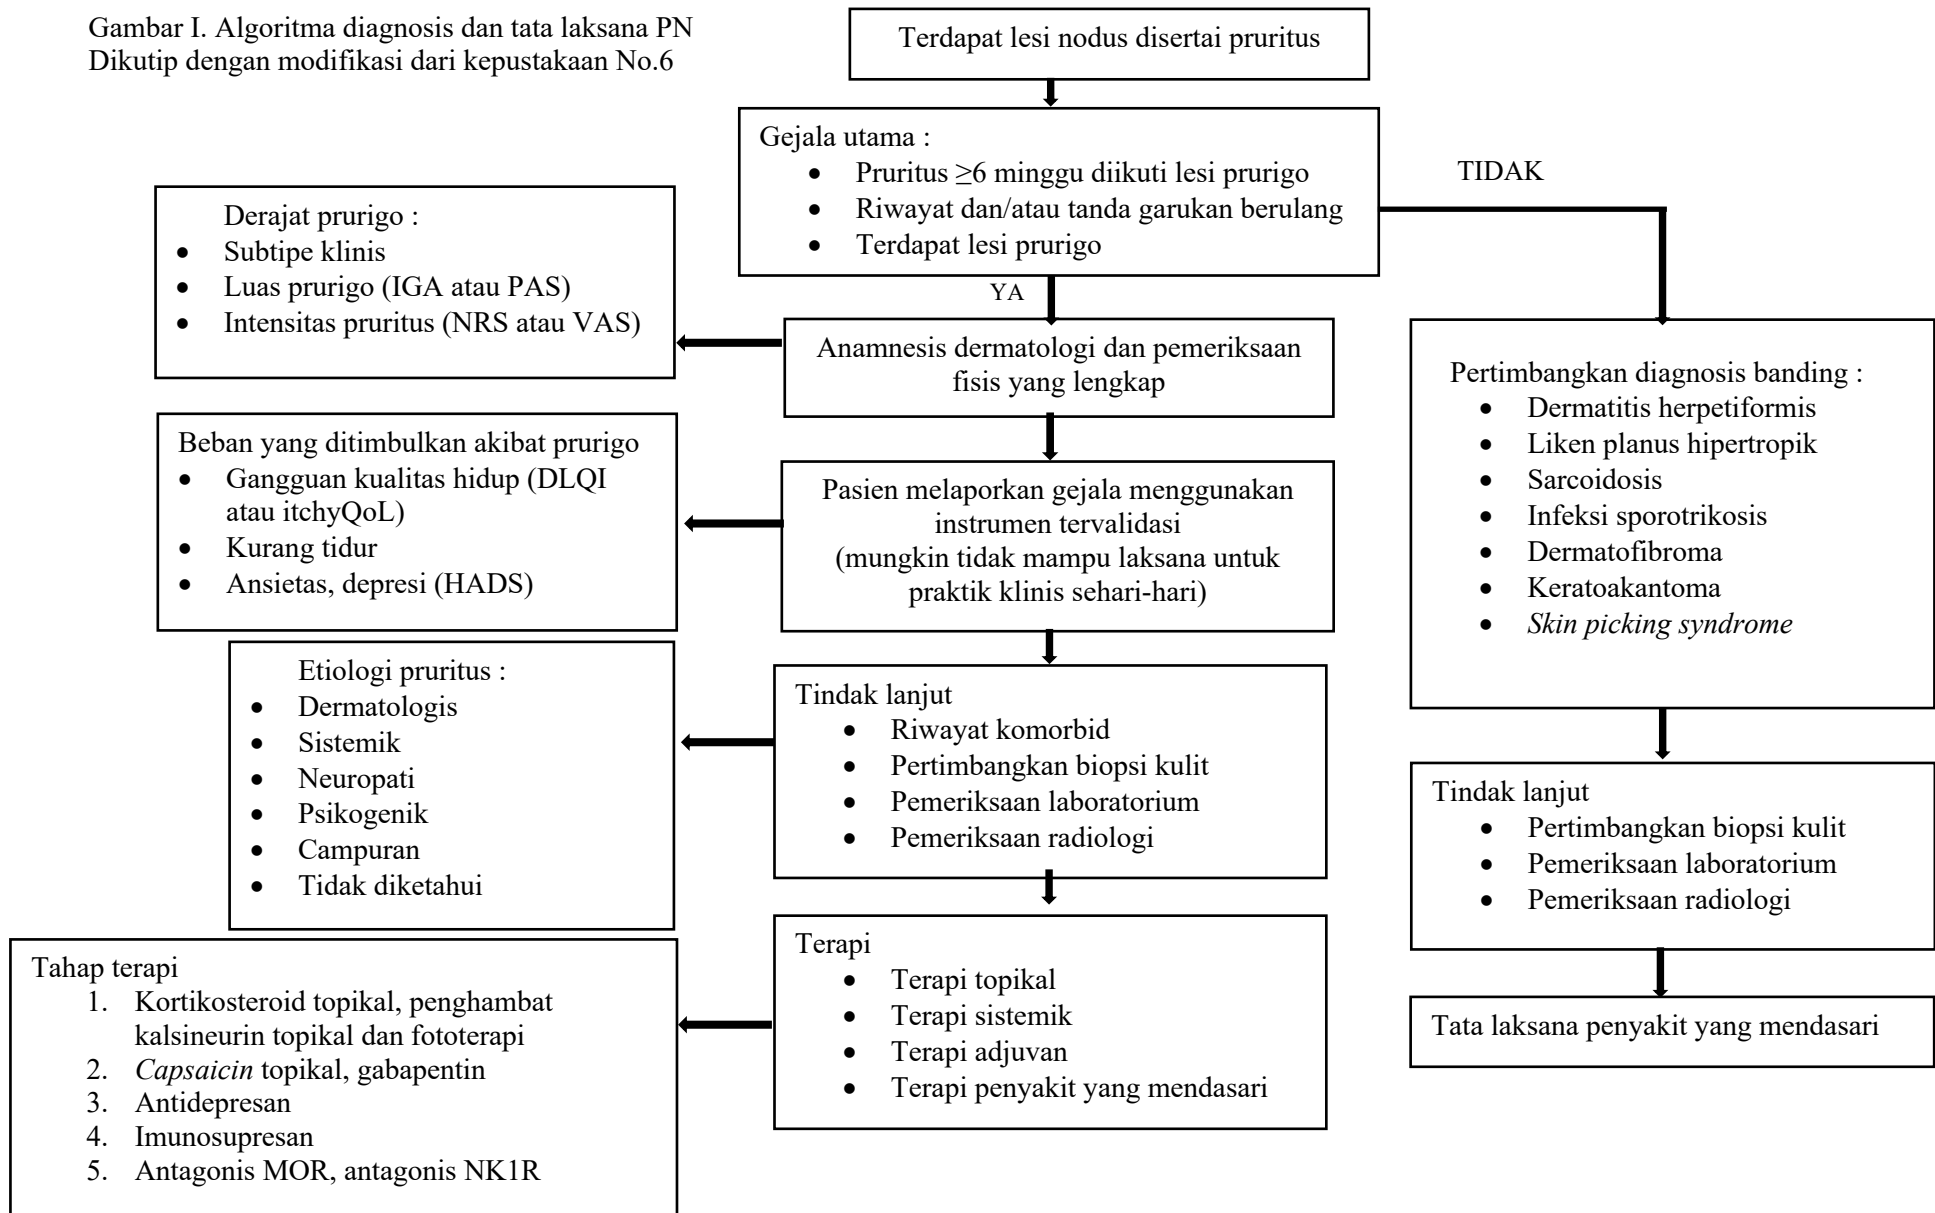 Gambar I. Algoritma diagnosis dan tata laksana PN
Dikutip dengan modifikasi dari kepustakaan No.6
Terdapat lesi nodus disertai pruritus
Gejala utama :
• Pruritus ≥6 minggu diikuti lesi prurigo
• Riwayat dan/atau tanda garukan berulang
• Terdapat lesi prurigo
TIDAK
YA
Derajat prurigo :
• Subtipe klinis
• Luas prurigo (IGA atau PAS)
• Intensitas pruritus (NRS atau VAS)
Anamnesis dermatologi dan pemeriksaan
fisis yang lengkap
Beban yang ditimbulkan akibat prurigo
• Gangguan kualitas hidup (DLQI
atau itchyQoL)
• Kurang tidur
• Ansietas, depresi (HADS)
Pasien melaporkan gejala menggunakan
instrumen tervalidasi
(mungkin tidak mampu laksana untuk
praktik klinis sehari-hari)
Etiologi pruritus :
• Dermatologis
• Sistemik
• Neuropati
• Psikogenik
• Campuran
• Tidak diketahui
Tindak lanjut
• Riwayat komorbid
• Pertimbangkan biopsi kulit
• Pemeriksaan laboratorium
• Pemeriksaan radiologi
Tahap terapi
1. Kortikosteroid topikal, penghambat
kalsineurin topikal dan fototerapi
2. Capsaicin topikal, gabapentin
3. Antidepresan
4. Imunosupresan
5. Antagonis MOR, antagonis NK1R
Terapi
• Terapi topikal
• Terapi sistemik
• Terapi adjuvan
• Terapi penyakit yang mendasari
Pertimbangkan diagnosis banding :
• Dermatitis herpetiformis
• Liken planus hipertropik
• Sarcoidosis
• Infeksi sporotrikosis
• Dermatofibroma
• Keratoakantoma
• Skin picking syndrome
Tindak lanjut
• Pertimbangkan biopsi kulit
• Pemeriksaan laboratorium
• Pemeriksaan radiologi
Tata laksana penyakit yang mendasari